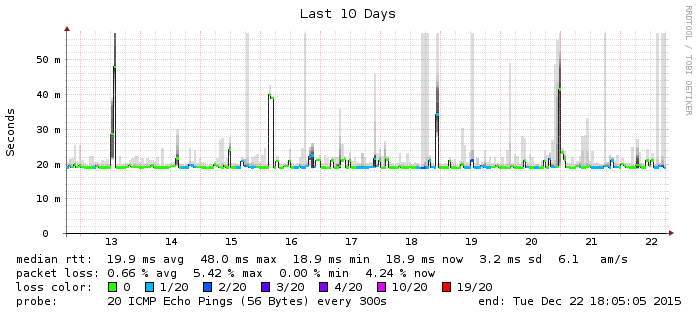 Last 10 Days
RRDTOOL / TOBI OETIKER
Seconds
50 m
40 m
30 m
20 m
10 m
0
13 14 15 16 17 18 19 20 21 22
median rtt: 19.9 ms avg 48.0 ms max 18.9 ms min 18.9 ms now 3.2 ms sd 6.1 am/s
packet loss: 0.66 % avg 5.42 % max 0.00 % min 4.24 % now
loss color: 0 1/20 2/20 3/20 4/20 10/20 19/20
probe: 20 ICMP Echo Pings (56 Bytes) every 300s end: Tue Dec 22 18:05:05 2015